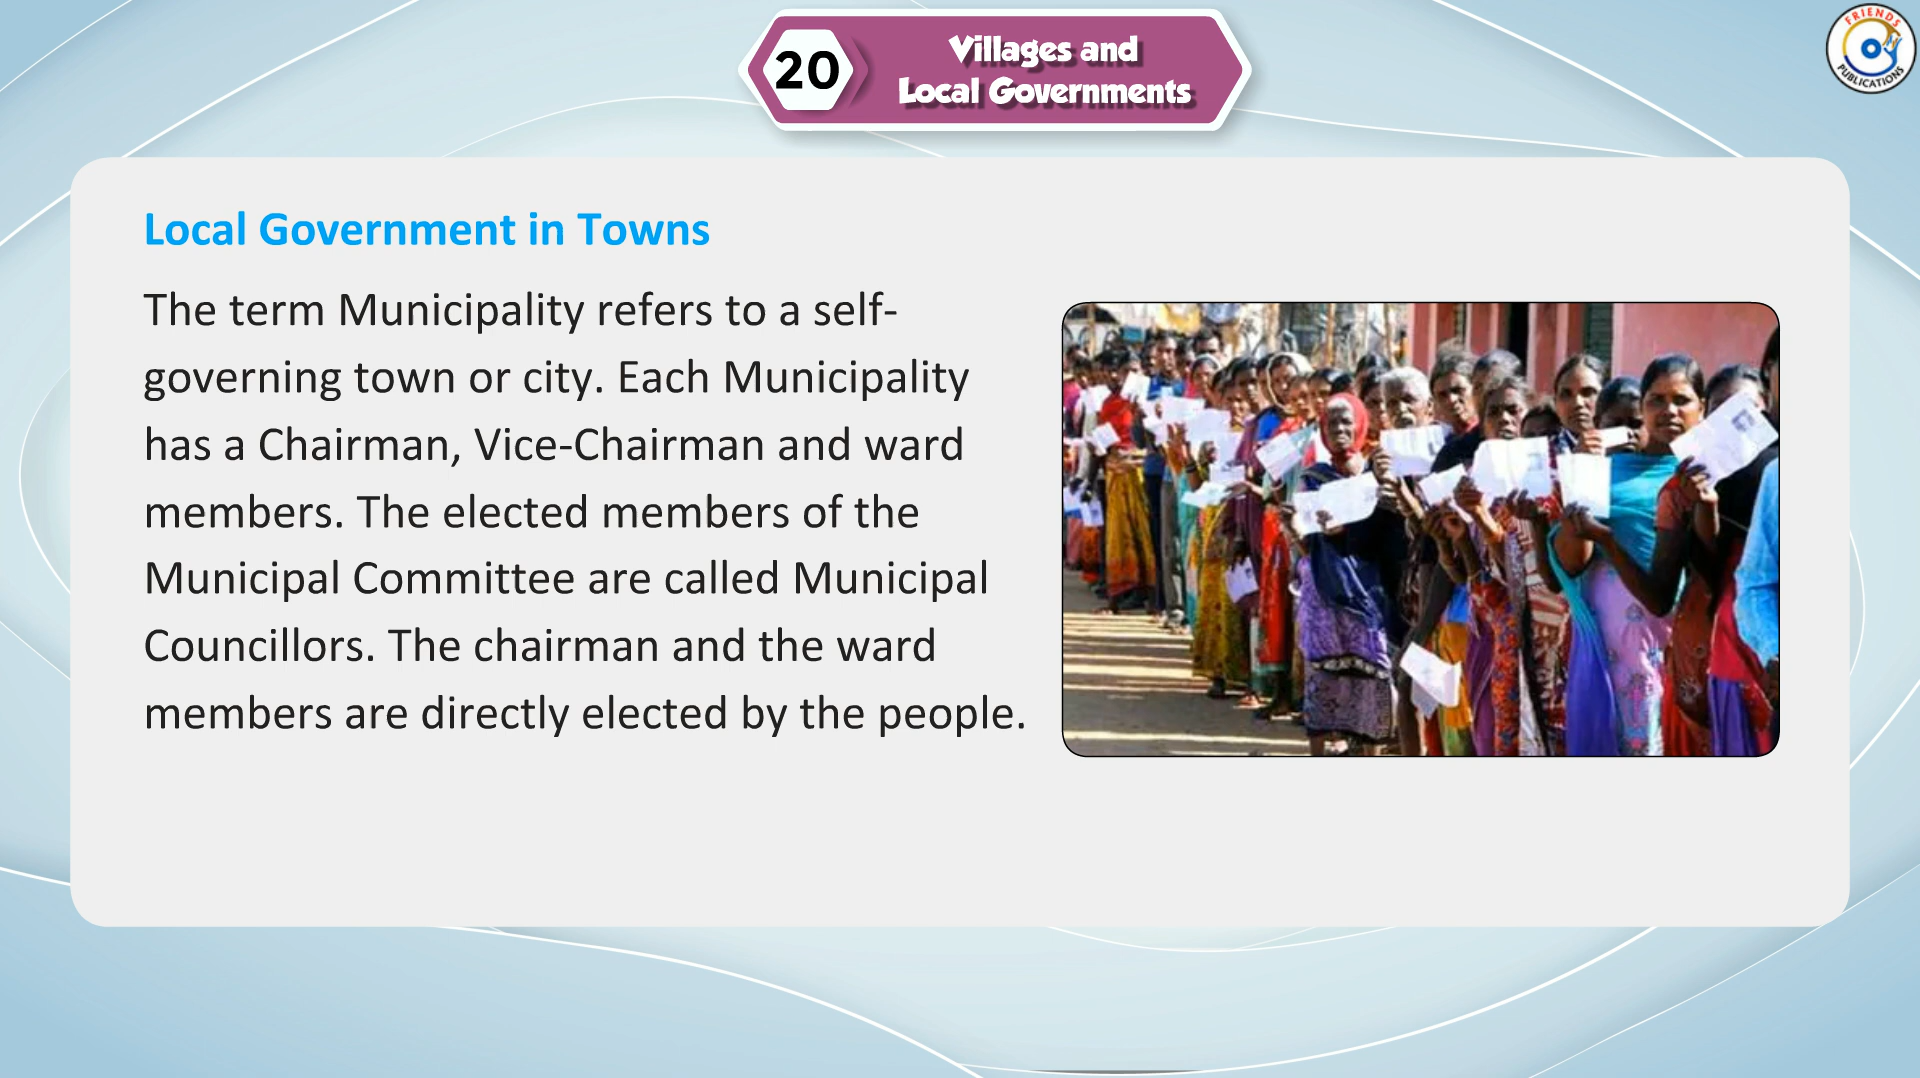 20
Villages and
Local Governments
FRIENDS
PUBLICATIONS
Local Government in Towns
The term Municipality refers to a self-
governing town or city. Each Municipality
has a Chairman, Vice-Chairman and ward
members. The elected members of the
Municipal Committee are called Municipal
Councillors. The chairman and the ward
members are directly elected by the people.